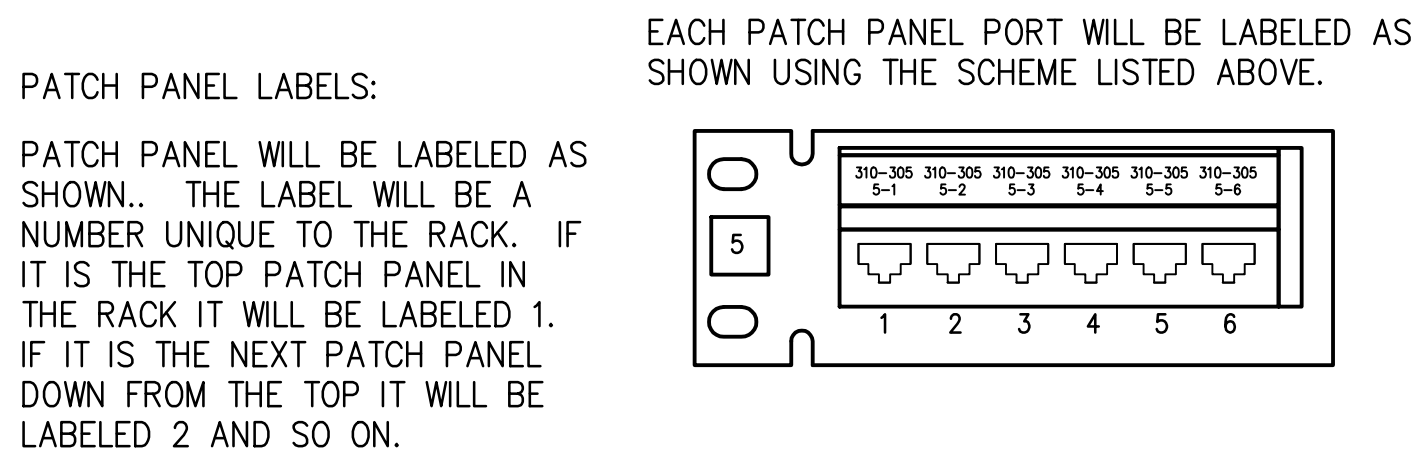 PATCH PANEL LABELS:
PATCH PANEL WILL BE LABELED AS
SHOWN.. THE LABEL WILL BE A
NUMBER UNIQUE TO THE RACK. IF
IT IS THE TOP PATCH PANEL IN
THE RACK IT WILL BE LABELED 1.
IF IT IS THE NEXT PATCH PANEL
DOWN FROM THE TOP IT WILL BE
LABELED 2 AND SO ON.
EACH PATCH PANEL PORT WILL BE LABELED AS
SHOWN USING THE SCHEME LISTED ABOVE.
310-305 310-305 310-305 310-305 310-305 310-305
5-1 5-2 5-3 5-4 5-5 5-6
5
1 2 3 4 5 6